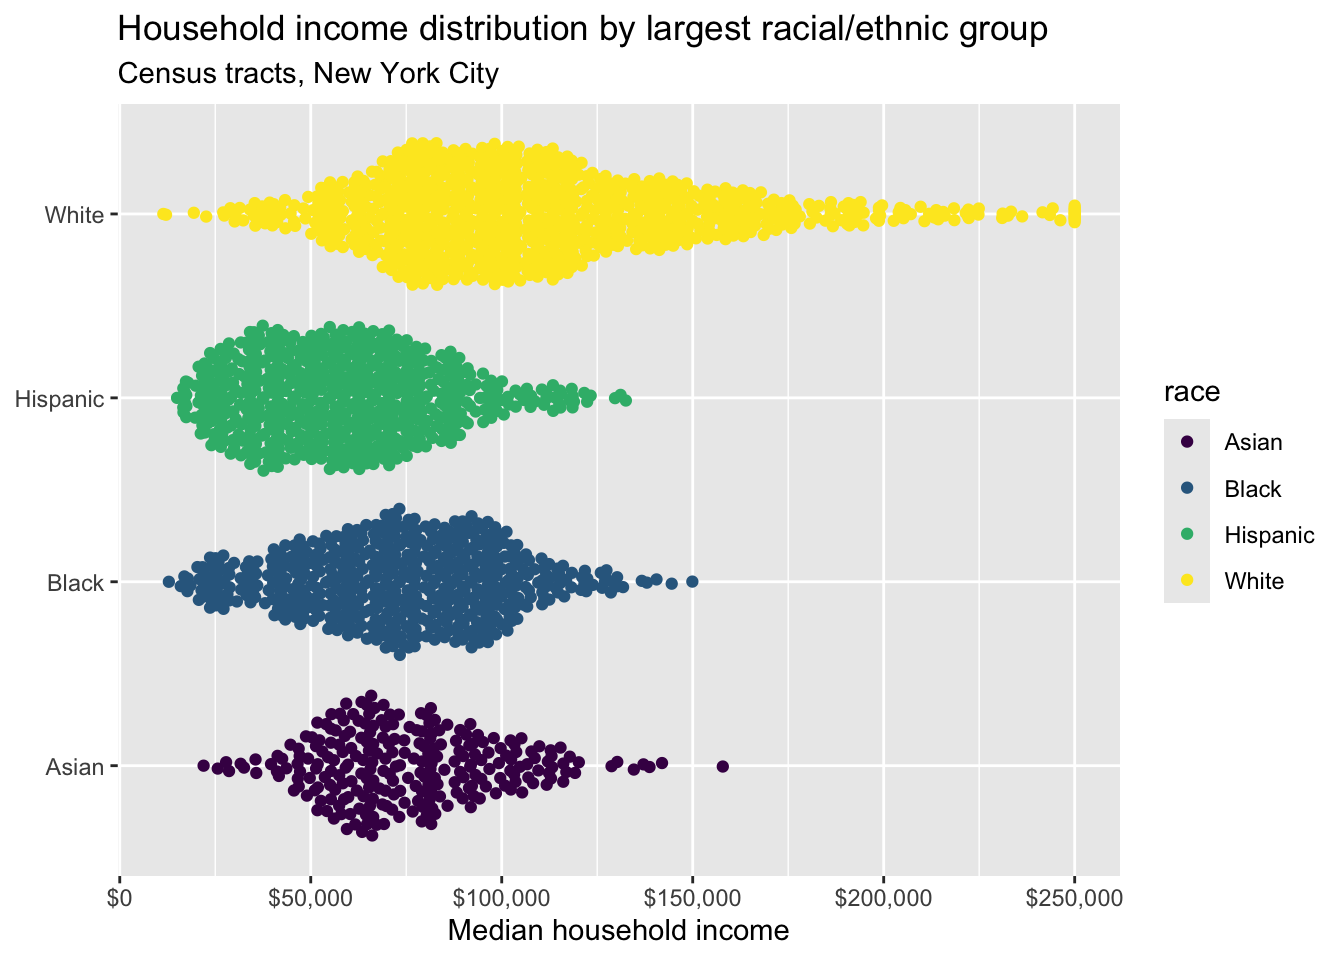 Household income distribution by largest racial/ethnic group
Census tracts, New York City
White
Hispanic
Black
Asian
$0 $50,000 $100,000 $150,000 $200,000 $250,000
Median household income
race
Asian
Black
Hispanic
White